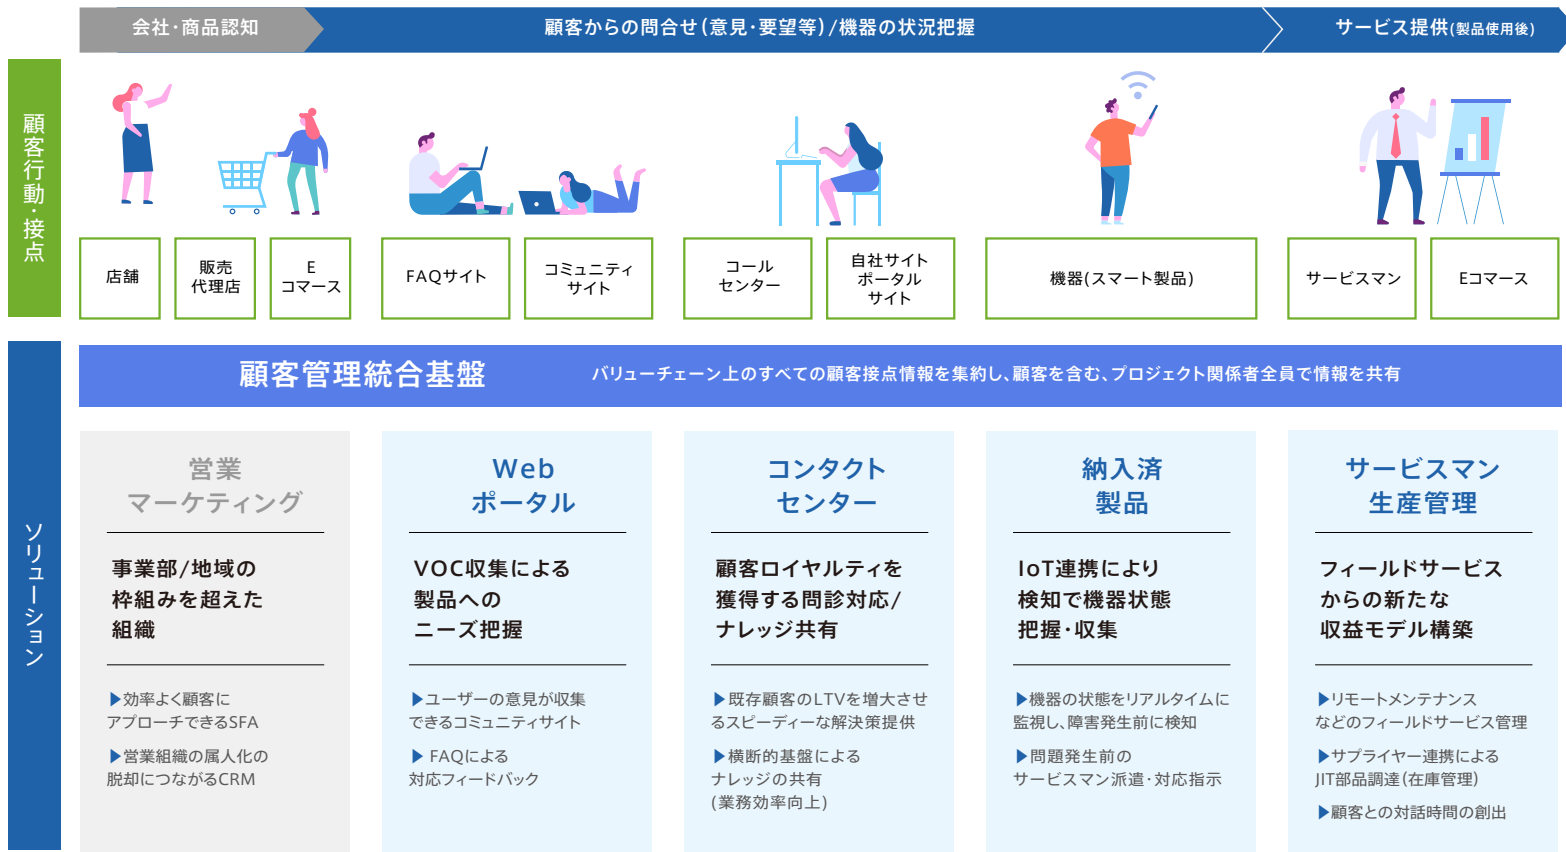 会社・商品認知
顧客からの問合せ(意見・要望等)/機器の状況把握
サービス提供(製品使用後)
顧客行動・接点
店舗
販売
代理店
E
コマース
FAQサイト
コミュニティ
サイト
コール
センター
自社サイト
ポータル
サイト
機器(スマート製品)
サービスマン
Eコマース
ソリューション
顧客管理統合基盤
バリューチェーン上のすべての顧客接点情報を集約し、顧客を含む、プロジェクト関係者全員で情報を共有
営業
マーケティング
事業部/地域の
枠組みを超えた
組織
▶効率よく顧客に
アプローチできるSFA
▶営業組織の属人化の
脱却につながるCRM
Web
ポータル
VOC収集による
製品への
ニーズ把握
▶ユーザーの意見が収集
できるコミュニティサイト
▶ FAQによる
対応フィードバック
コンタクト
センター
顧客ロイヤルティを
獲得する問診対応/
ナレッジ共有
▶既存顧客のLTVを増大させ
るスピーディーな解決策提供
▶横断的基盤による
ナレッジの共有
(業務効率向上)
納入済
製品
IoT連携により
検知で機器状態
把握・収集
▶機器の状態をリアルタイムに
監視し、障害発生前に検知
▶問題発生前の
サービスマン派遣・対応指示
サービスマン
生産管理
フィールドサービス
からの新たな
収益モデル構築
▶リモートメンテナンス
などのフィールドサービス管理
▶サプライヤー連携による
JIT部品調達(在庫管理)
▶顧客との対話時間の創出